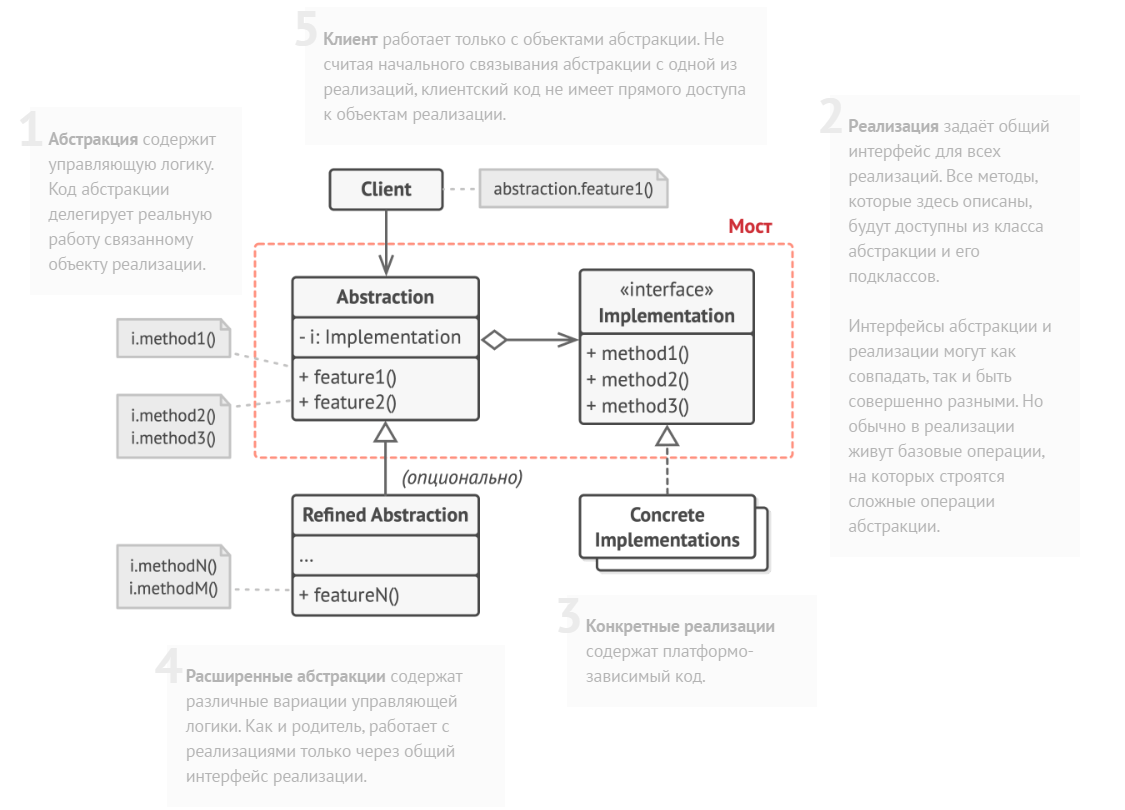 5
Клиент работает только с объектами абстракции. Не
считая начального связывания абстракции с одной из
реализаций, клиентский код не имеет прямого доступа
к объектам реализации.
1
Абстракция содержит
управляющую логику.
Код абстракции
делегирует реальную
работу связанному
объекту реализации.
2
Реализация задаёт общий
интерфейс для всех
реализаций. Все методы,
которые здесь описаны,
будут доступны из класса
абстракции и его
подклассов.
Интерфейсы абстракции и
реализации могут как
совпадать, так и быть
совершенно разными. Но
обычно в реализации
живут базовые операции,
на которых строятся
сложные операции
абстракции.
Client
abstraction.feature1()
Мост
Abstraction
- i: Implementation
+ feature1()
+ feature2()
«interface»
Implementation
+ method1()
+ method2()
+ method3()
i.method1()
i.method2()
i.method3()
(опционально)
Refined Abstraction
...
+ featureN()
Concrete
Implementations
i.methodN()
i.methodM()
3
Конкретные реализации
содержат платформо-
зависимый код.
4
Расширенные абстракции содержат
различные вариации управляющей
логики. Как и родитель, работает с
реализациями только через общий
интерфейс реализации.